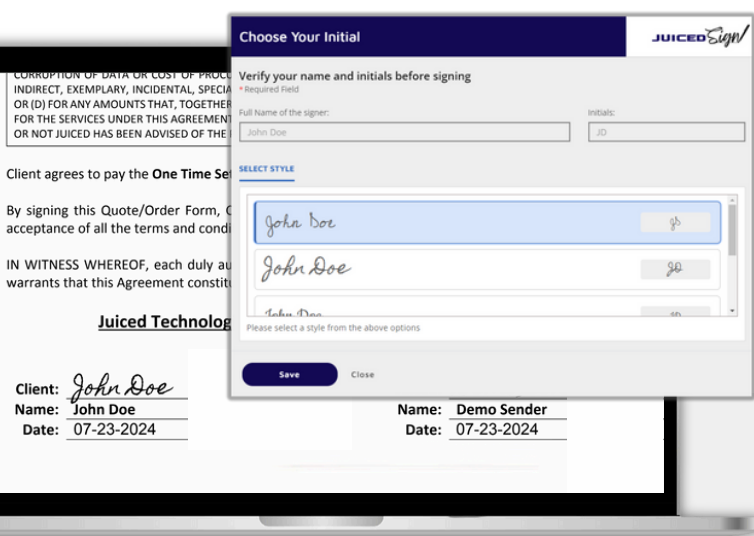 Choose Your Initial
JUICED Sign
Verify your name and initials before signing
* Required Field
Full Name of the signer:
Initials:
John Doe
JD
SELECT STYLE
John Doe
JD
John Doe
JD
John Doe
JD
Please select a style from the above options
Save
Close
CORRUPTION OF DATA OR COST OF PROCU
INDIRECT, EXEMPLARY, INCIDENTAL, SPECIA
OR (D) FOR ANY AMOUNTS THAT, TOGETHER
FOR THE SERVICES UNDER THIS AGREEMENT
OR NOT JUICED HAS BEEN ADVISED OF THE
Client agrees to pay the One Time Se
By signing this Quote/Order Form, C
acceptance of all the terms and condi
IN WITNESS WHEREOF, each duly au
warrants that this Agreement constitu
Juiced Technolog
Client: John Doe
Name: John Doe
Date: 07-23-2024
Name: Demo Sender
Date: 07-23-2024